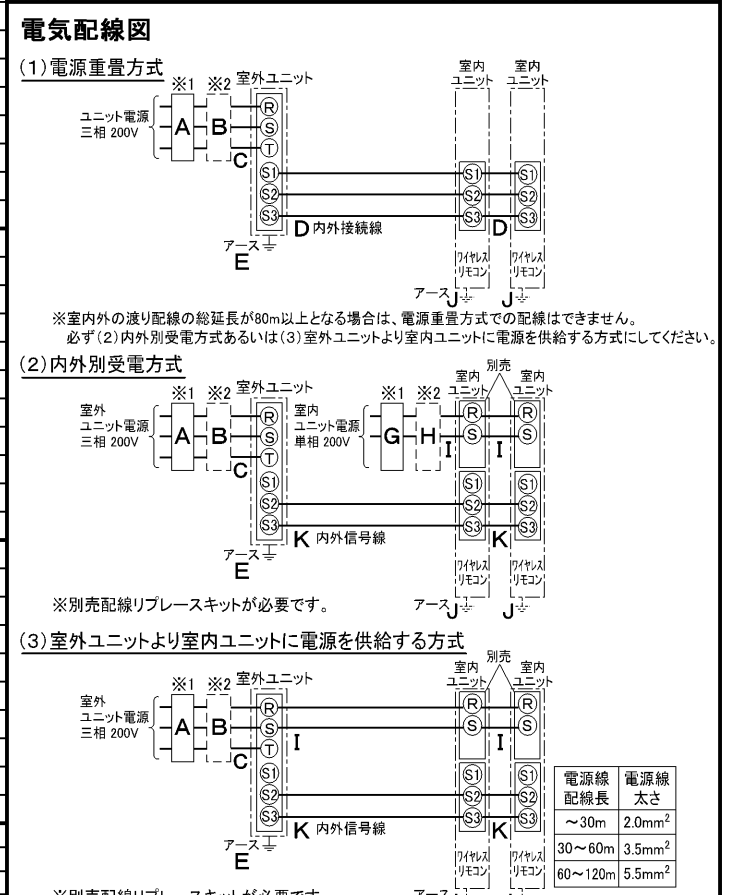 電気配線図
(1)電源重畳方式
※1 ※2 室外ユニット
室内
ユニット
室内
ユニット
ユニット電源
三相 200V
A B C
R
S
T
S1
S2
S3
S1
S2
S3
S1
S2
S3
D 内外接続線
D
アース
E
ワイヤレス
リモコン
ワイヤレス
リモコン
アース J J
※室内外の渡り配線の総延長が80m以上となる場合は、電源重畳方式での配線はできません。
必ず(2)内外別受電方式あるいは(3)室外ユニットより室内ユニットに電源を供給する方式にしてください。
(2)内外別受電方式
※1 ※2 室外ユニット
※1 ※2
室内
ユニット
別売
室内
ユニット
室外
ユニット電源
三相 200V
A B C
R
S
T
S1
S2
S3
室内
ユニット電源
単相 200V
G H I I
R
S
S1
S2
S3
R
S
S1
S2
S3
K 内外信号線
K
アース
E
ワイヤレス
リモコン
ワイヤレス
リモコン
アース J J
※別売配線リプレースキットが必要です。
(3)室外ユニットより室内ユニットに電源を供給する方式
※1 ※2 室外ユニット
室内
ユニット
別売
室内
ユニット
室外
ユニット電源
三相 200V
A B C
R
S
T
S1
S2
S3
I I
R
S
S1
S2
S3
R
S
S1
S2
S3
K 内外信号線
K
アース
E
ワイヤレス
リモコン
ワイヤレス
リモコン
電源線配線長 電源線太さ
～30m 2.0mm²
30～60m 3.5mm²
60～120m 5.5mm²